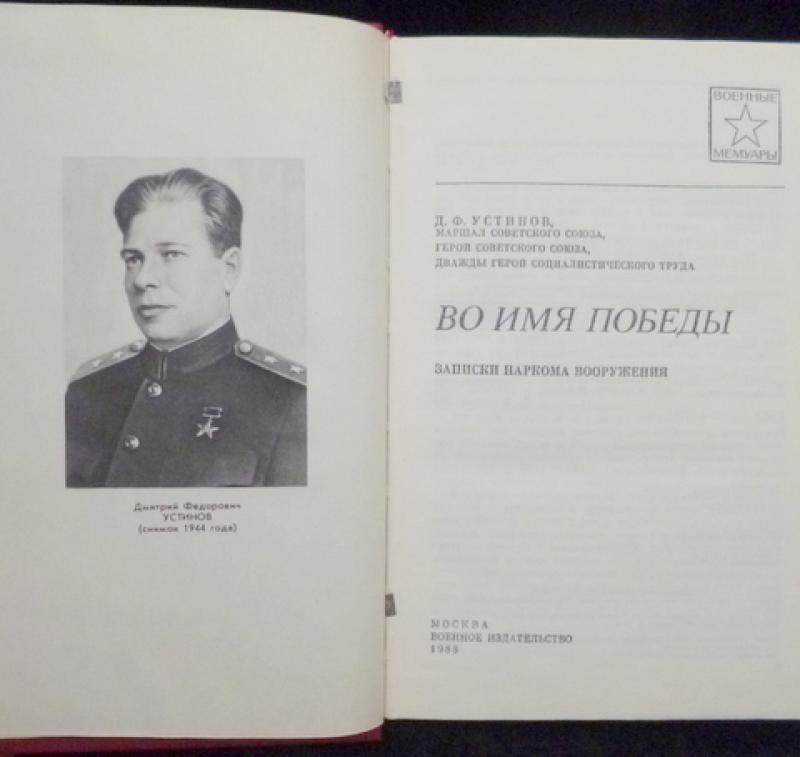 Дмитрий Федорович
УСТИНОВ
(снимок 1944 года)
ВОЕННЫЕ
МЕМУАРЫ
Д. Ф. УСТИНОВ,
МАРШАЛ СОВЕТСКОГО СОЮЗА,
ГЕРОЙ СОВЕТСКОГО СОЮЗА,
ДВАЖДЫ ГЕРОЙ СОЦИАЛИСТИЧЕСКОГО ТРУДА
ВО ИМЯ ПОБЕДЫ
ЗАПИСКИ НАРКОМА ВООРУЖЕНИЯ
МОСКВА
ВОЕННОЕ ИЗДАТЕЛЬСТВО
1988